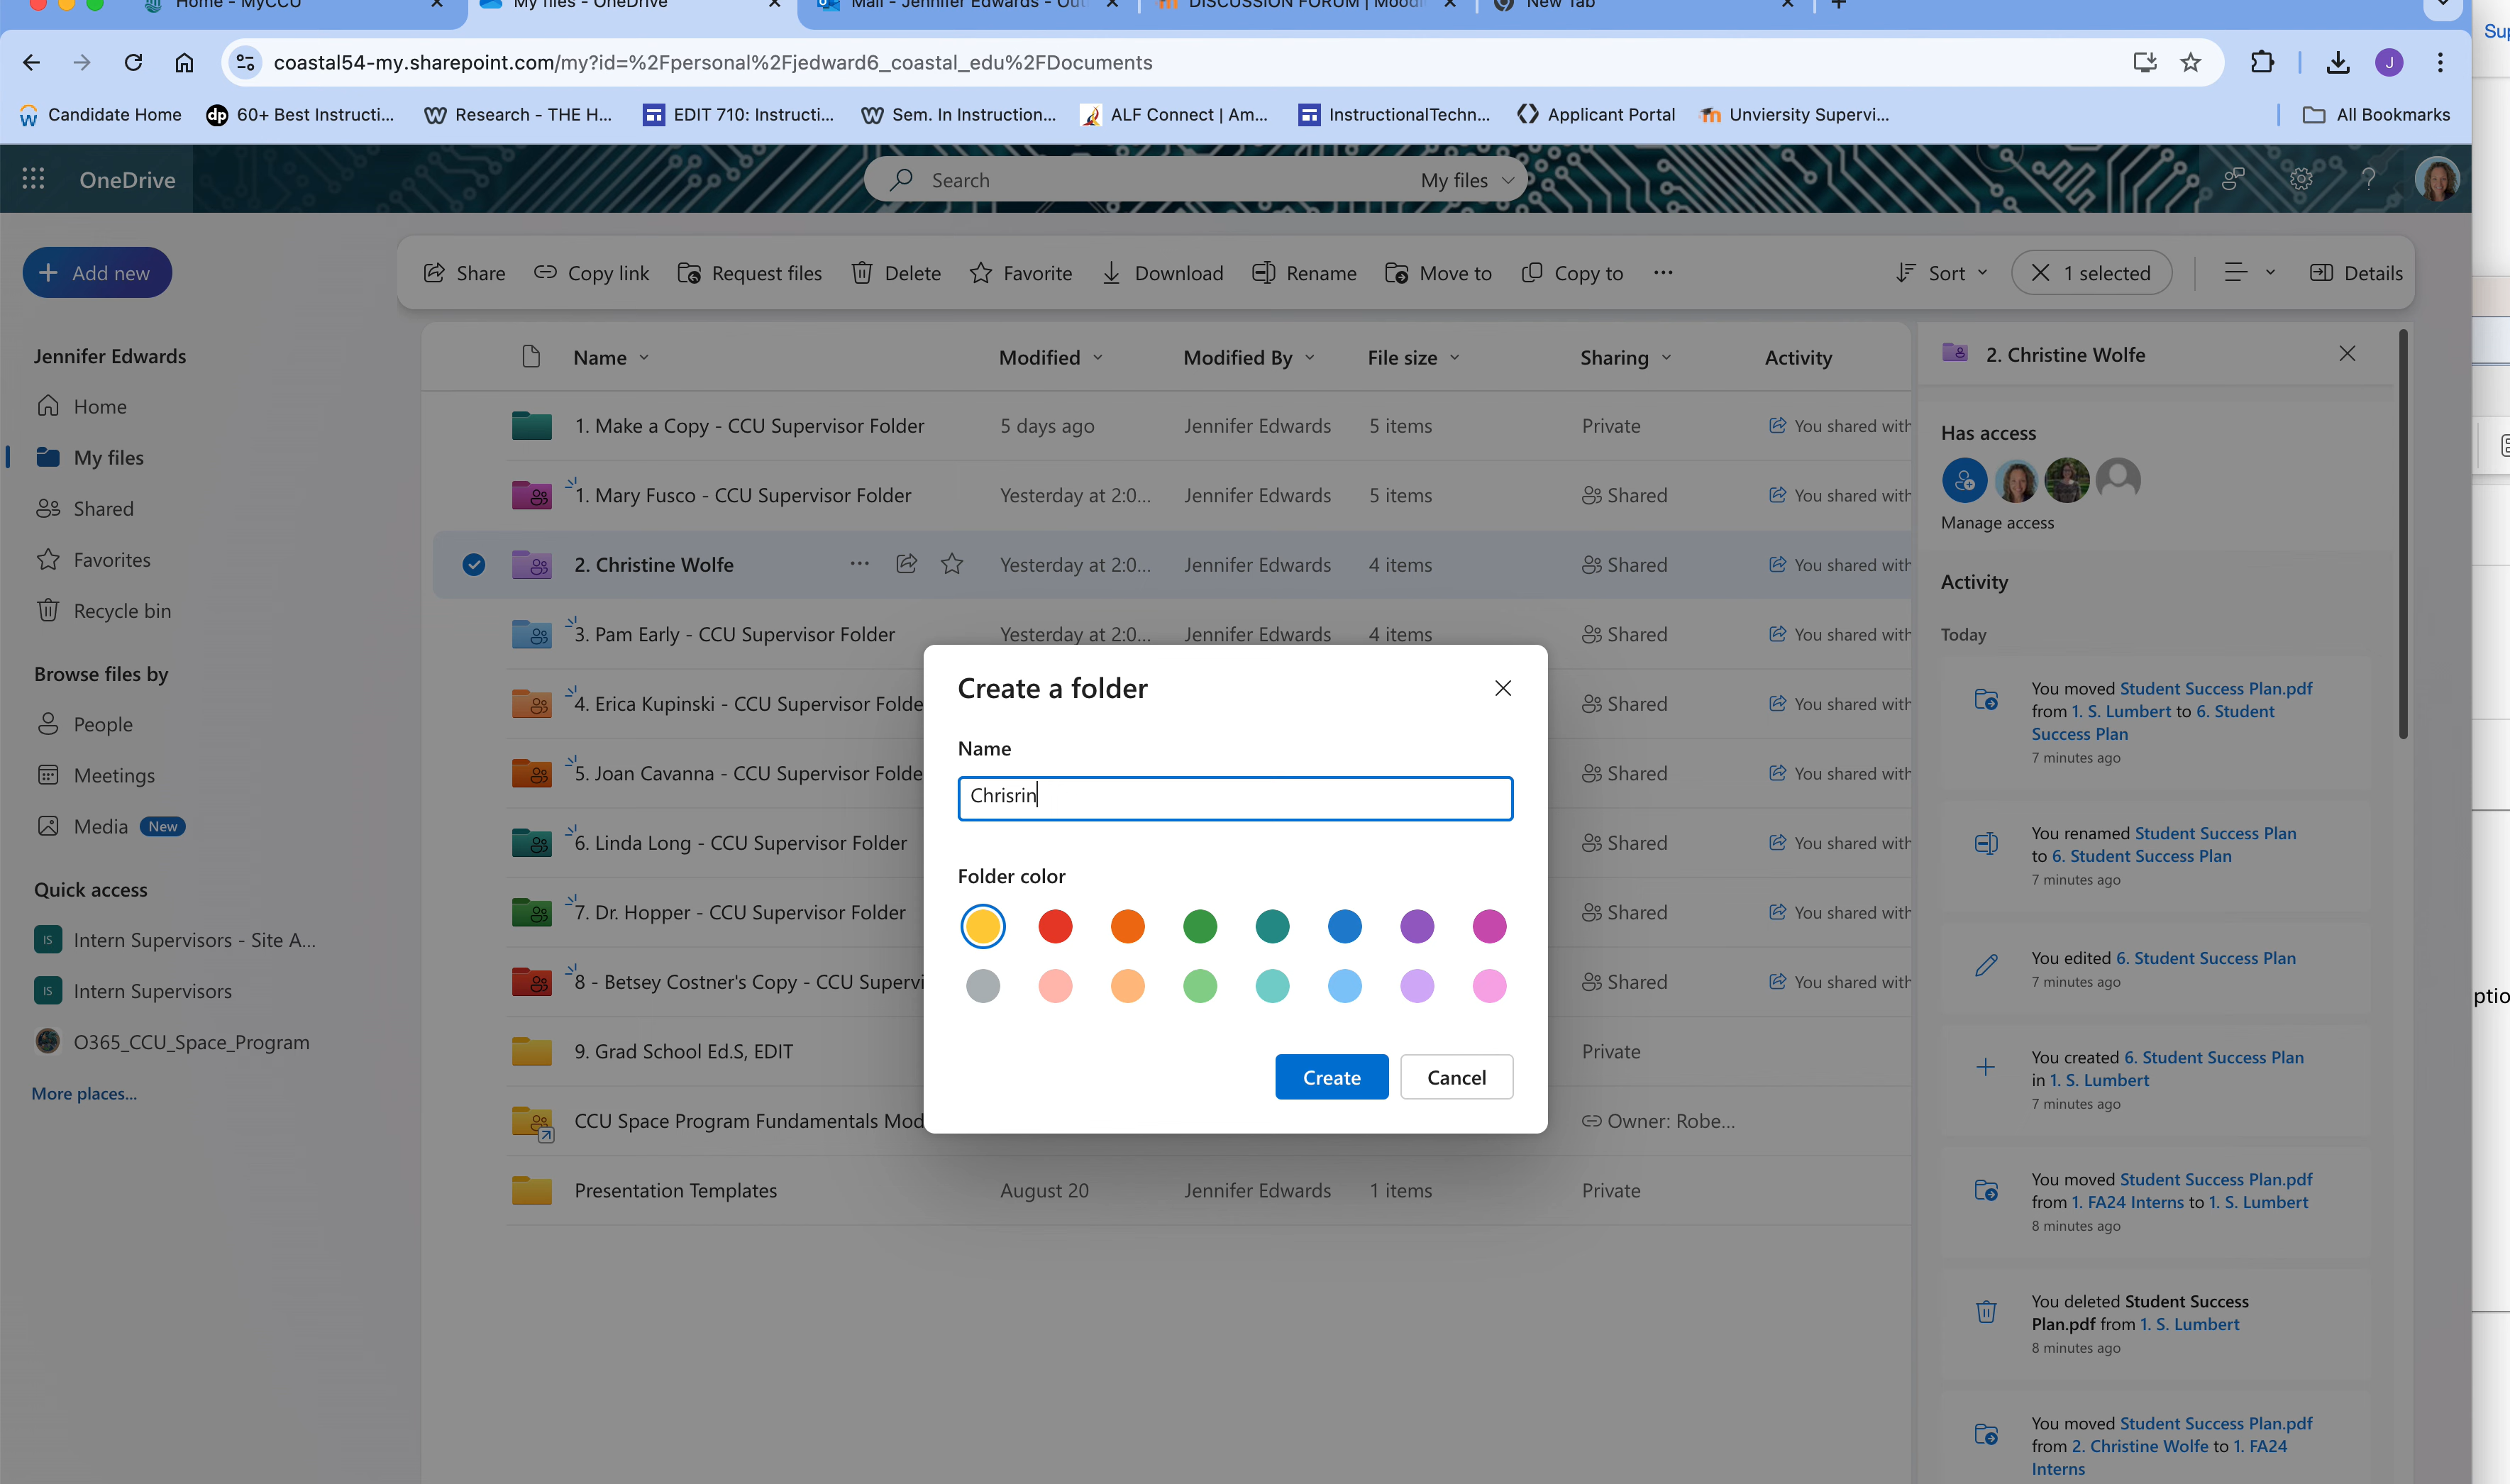 Home - MyCCU
My files - OneDrive
Mail - Jennifer Edwards - Out
DISCUSSION FORUM | Moodl
New Tab
coastal54-my.sharepoint.com/my?id=%2Fpersonal%2Fjedward6_coastal_edu%2FDocuments
J
Candidate Home
dp 60+ Best Instructi...
Research - THE H...
EDIT 710: Instructi...
Sem. In Instruction...
ALF Connect | Am...
InstructionalTechn...
Applicant Portal
Unviersity Supervi...
All Bookmarks
OneDrive
Search
My files
Add new
Share
Copy link
Request files
Delete
Favorite
Download
Rename
Move to
Copy to
Sort
1 selected
Details
Jennifer Edwards
Home
My files
Shared
Favorites
Recycle bin
Browse files by
People
Meetings
Media New
Quick access
IS Intern Supervisors - Site A...
IS Intern Supervisors
O365_CCU_Space_Program
More places...
Name Modified Modified By File size Sharing Activity
1. Make a Copy - CCU Supervisor Folder 5 days ago Jennifer Edwards 5 items Private You shared with
1. Mary Fusco - CCU Supervisor Folder Yesterday at 2:0... Jennifer Edwards 5 items Shared You shared with
2. Christine Wolfe Yesterday at 2:0... Jennifer Edwards 4 items Shared You shared with
3. Pam Early - CCU Supervisor Folder Yesterday at 2:0... Jennifer Edwards 4 items Shared You shared with
4. Erica Kupinski - CCU Supervisor Folde Shared You shared with
5. Joan Cavanna - CCU Supervisor Folde Shared You shared with
6. Linda Long - CCU Supervisor Folder Shared You shared with
7. Dr. Hopper - CCU Supervisor Folder Shared You shared with
8 - Betsey Costner's Copy - CCU Supervi Shared You shared with
9. Grad School Ed.S, EDIT Private
CCU Space Program Fundamentals Mod Owner: Robe...
Presentation Templates August 20 Jennifer Edwards 1 items Private
Create a folder
Name
Chrisrin
Folder color
Create
Cancel
2. Christine Wolfe
Has access
Manage access
Activity
Today
You moved Student Success Plan.pdf
from 1. S. Lumbert to 6. Student
Success Plan
7 minutes ago
You renamed Student Success Plan
to 6. Student Success Plan
7 minutes ago
You edited 6. Student Success Plan
7 minutes ago
You created 6. Student Success Plan
in 1. S. Lumbert
7 minutes ago
You moved Student Success Plan.pdf
from 1. FA24 Interns to 1. S. Lumbert
8 minutes ago
You deleted Student Success
Plan.pdf from 1. S. Lumbert
8 minutes ago
You moved Student Success Plan.pdf
from 2. Christine Wolfe to 1. FA24
Interns
Sup
ptio